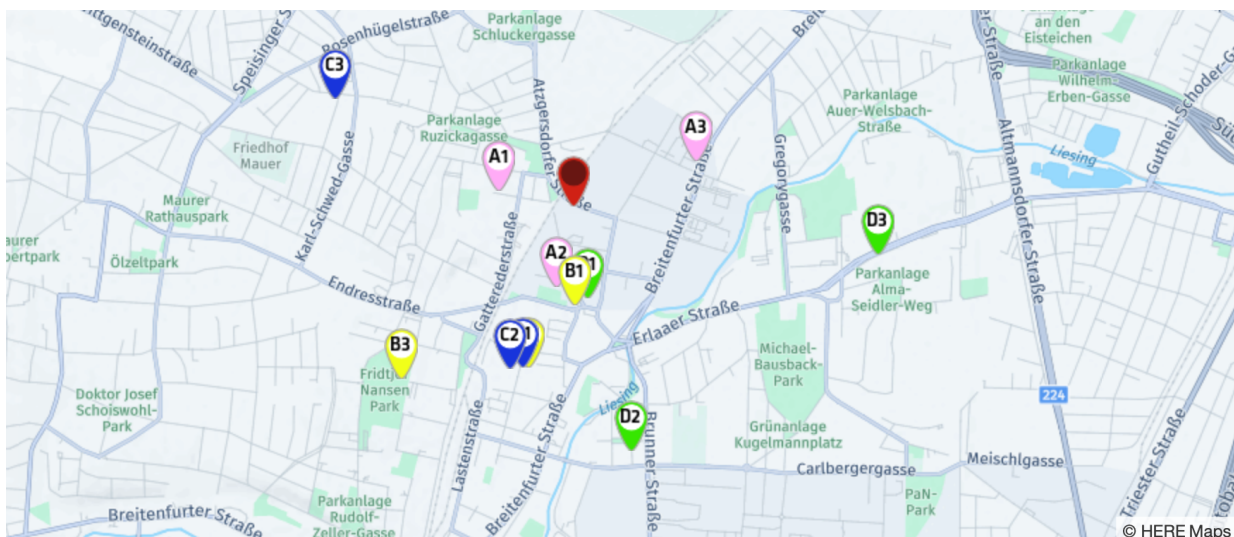 Parkanlage
Schluckergasse
Parkanlage
an den
Eisteichen
Speisinger
Rosenhügelstraße
C3
Atzgersdorfer Straße
Parkanlage
Wilhelm-
Erben-Gasse
Parkanlage
Auer-Welsbach-
Straße
Parkanlage
Ruzickagasse
A3
Friedhof
Mauer
A1
Karl-Schwed-Gasse
Breitenfurter Straße
Gregorygasse
Altmannsdorfer Straße
Liesing
Gutheil-Schoder-G
Maurer
Rathauspark
D3
Ölzeltpark
A2
B1
Gatterederstraße
Parkanlage
Alma-
Seidler-Weg
Endresstraße
Erlaaer Straße
C2
B3
Fridtjof
Nansen
Park
Michael-
Bausback-
Park
Liesing
224
Doktor Josef
Schoiswohl-
Park
D2
Grünanlage
Kugelmannplatz
Lastenstraße
Breitenfurter Straße
Brunner Straße
Carlbergergasse
Meischlgasse
Triester Straße
Parkanlage
Rudolf-
Zeller-Gasse
PaN-
Park
Breitenfurter Straße
© HERE Maps